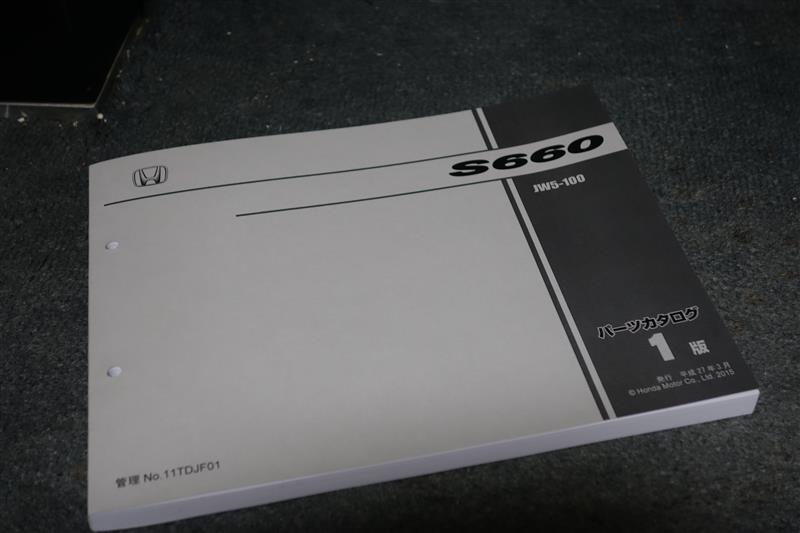 S660
JW5-100
パーツカタログ
1版
発行 平成27年3月
© Honda Motor Co., Ltd. 2015
管理 No.11TDJF01